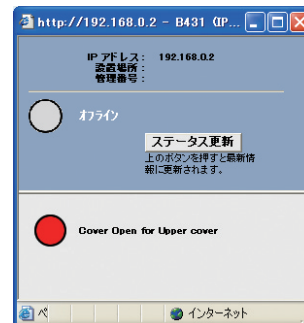 http://192.168.0.2 - B431 (IP...
IP アドレス： 192.168.0.2
設置場所：
管理番号：
オフライン
ステータス更新
上のボタンを押すと最新情
報に更新されます。
Cover Open for Upper cover
ペ
インターネット